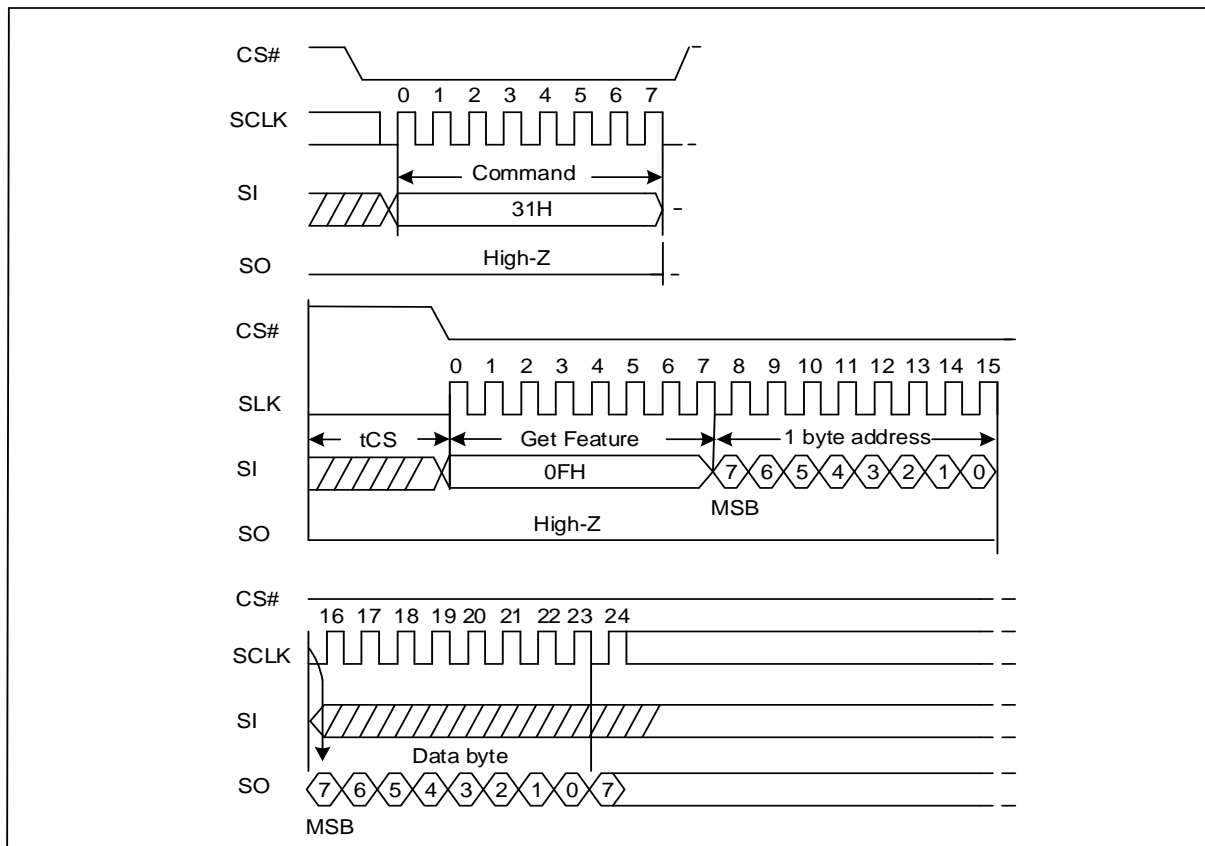 CS#
0 1 2 3 4 5 6 7
SCLK
Command
SI
31H
High-Z
SO
CS#
0 1 2 3 4 5 6 7 8 9 10 11 12 13 14 15
SLK
tCS Get Feature 1 byte address
SI
0FH 7 6 5 4 3 2 1 0
MSB
High-Z
SO
CS#
16 17 18 19 20 21 22 23 24
SCLK
SI
Data byte
SO 7 6 5 4 3 2 1 0 7
MSB